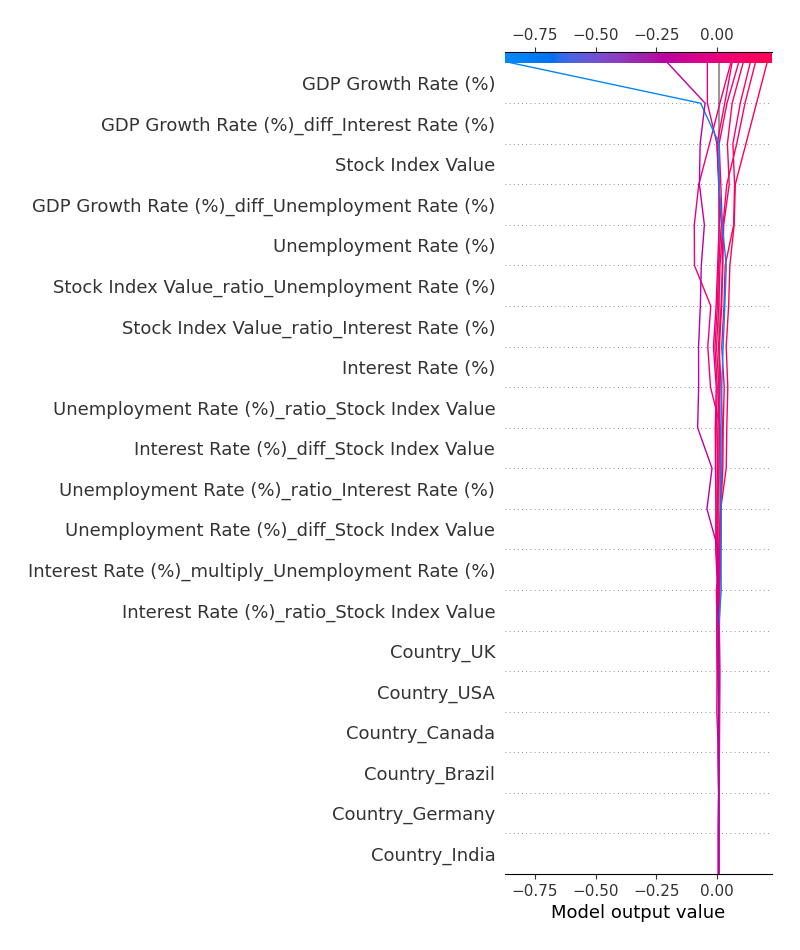 −0.75 −0.50 −0.25 0.00
GDP Growth Rate (%)
GDP Growth Rate (%)_diff_Interest Rate (%)
Stock Index Value
GDP Growth Rate (%)_diff_Unemployment Rate (%)
Unemployment Rate (%)
Stock Index Value_ratio_Unemployment Rate (%)
Stock Index Value_ratio_Interest Rate (%)
Interest Rate (%)
Unemployment Rate (%)_ratio_Stock Index Value
Interest Rate (%)_diff_Stock Index Value
Unemployment Rate (%)_ratio_Interest Rate (%)
Unemployment Rate (%)_diff_Stock Index Value
Interest Rate (%)_multiply_Unemployment Rate (%)
Interest Rate (%)_ratio_Stock Index Value
Country_UK
Country_USA
Country_Canada
Country_Brazil
Country_Germany
Country_India
−0.75 −0.50 −0.25 0.00
Model output value